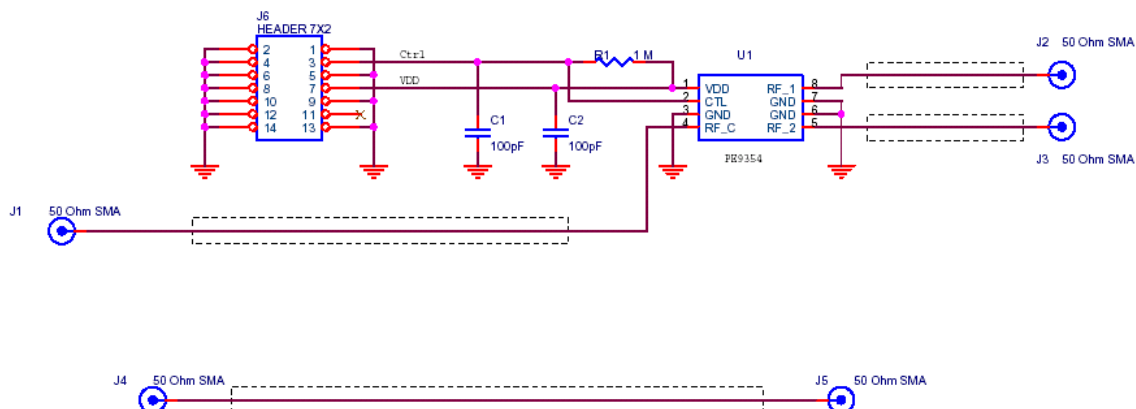 J6
HEADER 7X2
2 1
4 3
6 5
8 7
10 9
12 11
14 13
Ctrl
VDD
R1 1 M
C1
100pF
C2
100pF
U1
1 VDD RF_1 8
2 CTL GND 7
3 GND GND 6
4 RF_C RF_2 5
PE9354
J2 50 Ohm SMA
J3 50 Ohm SMA
J1 50 Ohm SMA
J4 50 Ohm SMA
J5 50 Ohm SMA